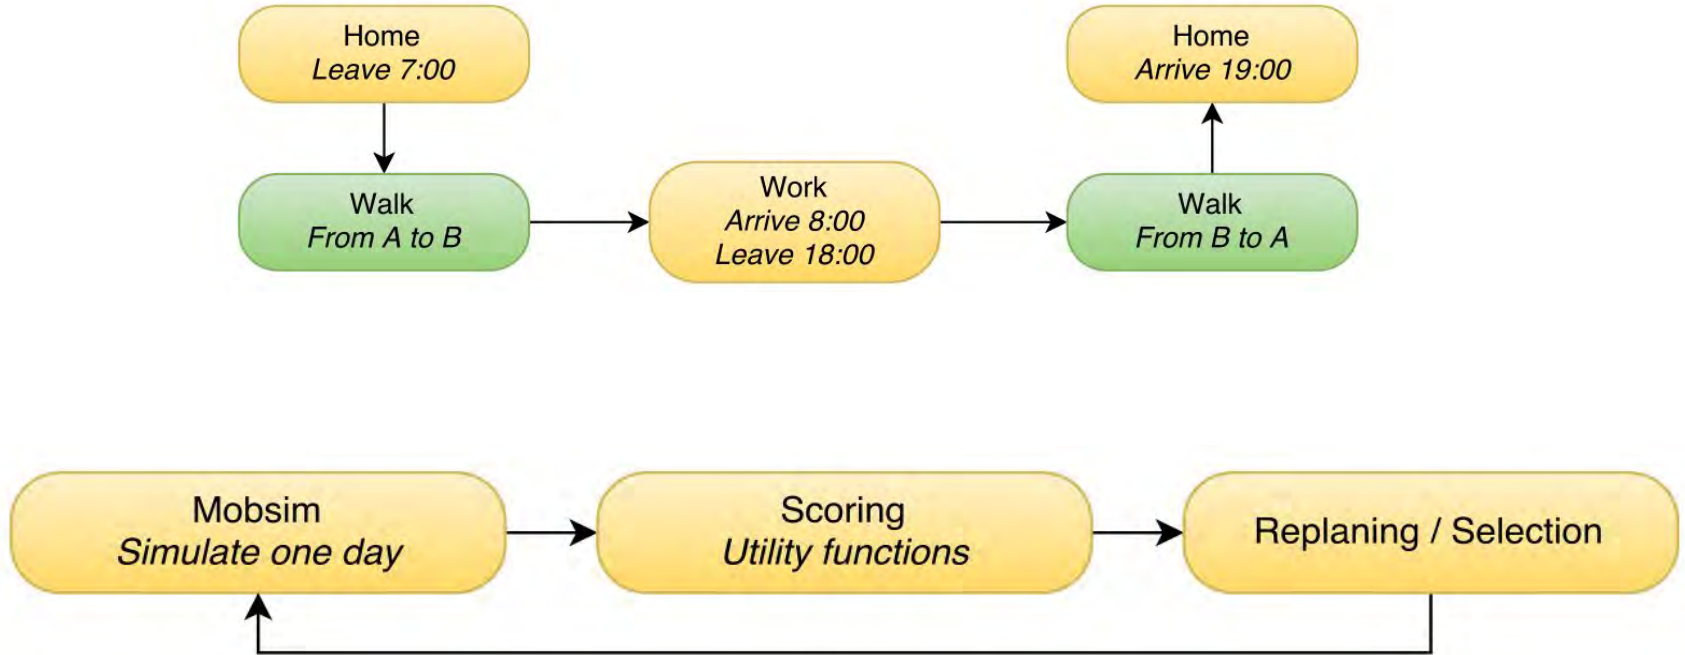 Home
Leave 7:00
Home
Arrive 19:00
Walk
From A to B
Work
Arrive 8:00
Leave 18:00
Walk
From B to A
Mobsim
Simulate one day
Scoring
Utility functions
Replaning / Selection